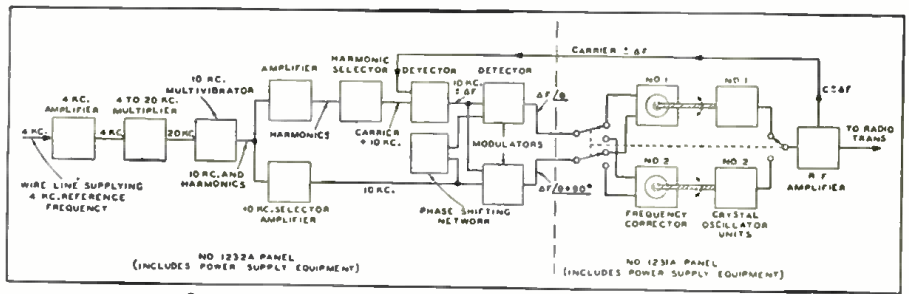 CARRIER ± ΔF
AMPLIFIER
HARMONIC
SELECTOR
DETECTOR
10 KC.
± ΔF
DETECTOR
10 KC.
MULTIVIBRATOR
4 TO 20 KC.
MULTIPLIER
4 KC.
AMPLIFIER
4 KC.
4 KC.
20 KC.
HARMONICS
CARRIER
+ 10 KC.
10 KC. AND
HARMONICS
WIRE LINE SUPPLYING
4 KC. REFERENCE
FREQUENCY
10 KC. SELECTOR
AMPLIFIER
10 KC.
PHASE SHIFTING
NETWORK
MODULATORS
ΔF/θ
ΔF/θ+90°
NO. 1
NO. 1
NO. 2
NO. 2
FREQUENCY
CORRECTOR
CRYSTAL
OSCILLATOR
UNITS
C±ΔF
TO RADIO
TRANS
R F
AMPLIFIER
NO 1232A PANEL
(INCLUDES POWER SUPPLY EQUIPMENT)
NO 1231A PANEL
(INCLUDES POWER SUPPLY EQUIPMENT)